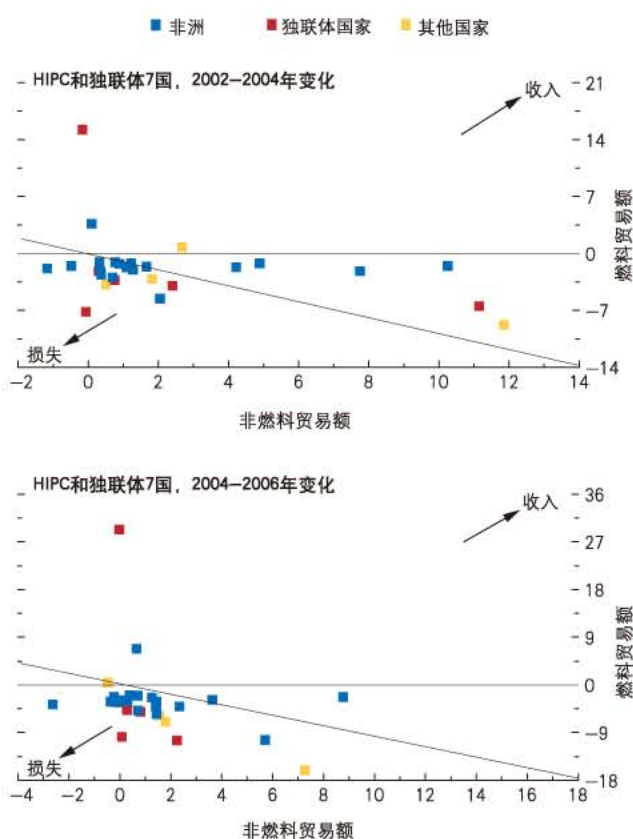 非洲 独联体国家 其他国家
HIPC和独联体7国，2002—2004年变化
收入
21
14
7
0
−7
−14
燃料贸易额
损失
−2 0 2 4 6 8 10 12 14
非燃料贸易额
HIPC和独联体7国，2004—2006年变化
收入
36
27
18
9
0
−9
−18
燃料贸易额
损失
−4 −2 0 2 4 6 8 10 12 14 16 18
非燃料贸易额